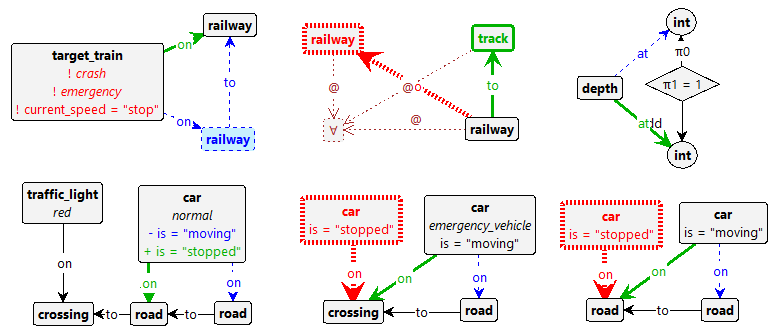 railway
on
target_train
! crash
! emergency
! current_speed = "stop"
to
on
railway
railway
track
@
@
o
to
∀
@
railway
int
at
π0
π1 = 1
depth
at
Id
int
traffic_light
red
on
car
normal
- is = "moving"
+ is = "stopped"
on
on
crossing
to
road
to
road
car
is = "stopped"
on
car
emergency_vehicle
is = "moving"
on
on
crossing
to
road
car
is = "stopped"
on
car
is = "moving"
on
on
road
to
road